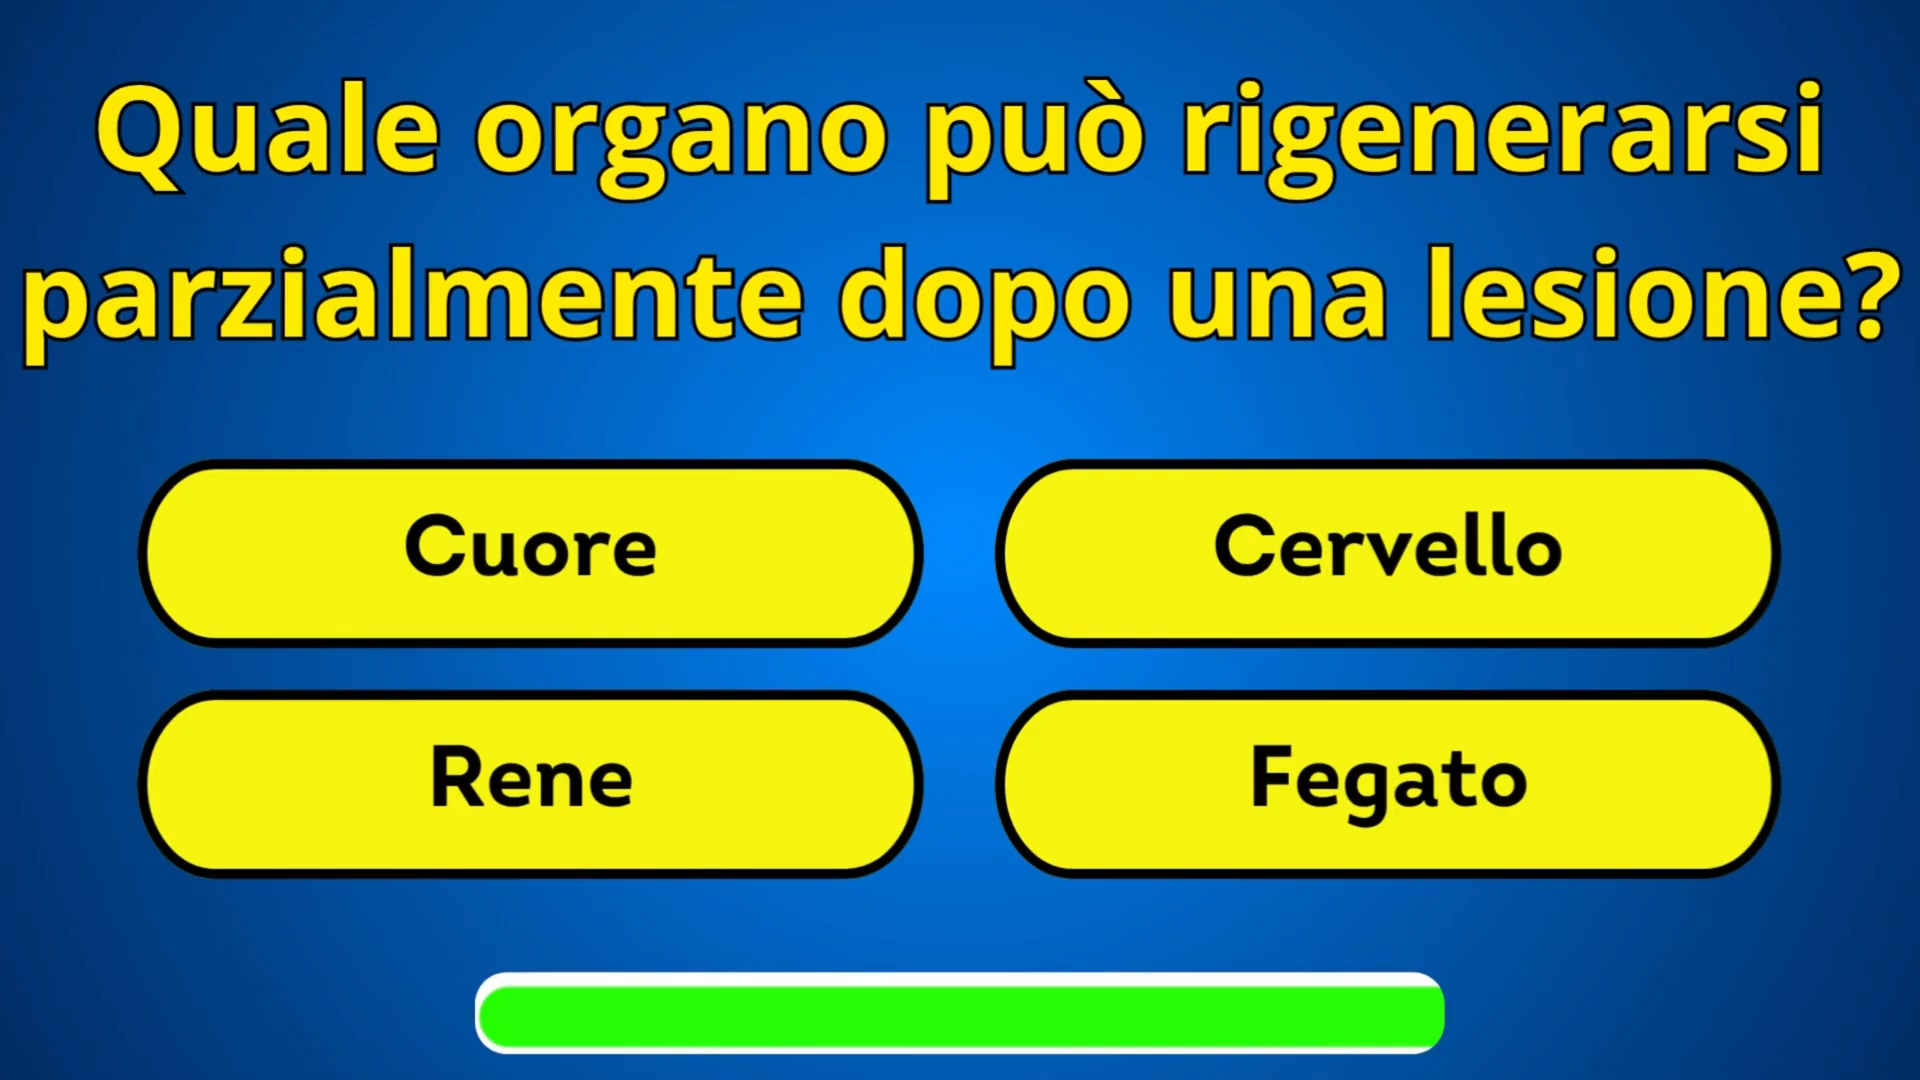 Quale organo può rigenerarsi
parzialmente dopo una lesione?
Cuore
Cervello
Rene
Fegato